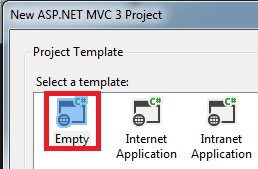 New ASP.NET MVC 3 Project
Project Template
Select a template:
C# C# C#
Empty Internet Application Intranet Application